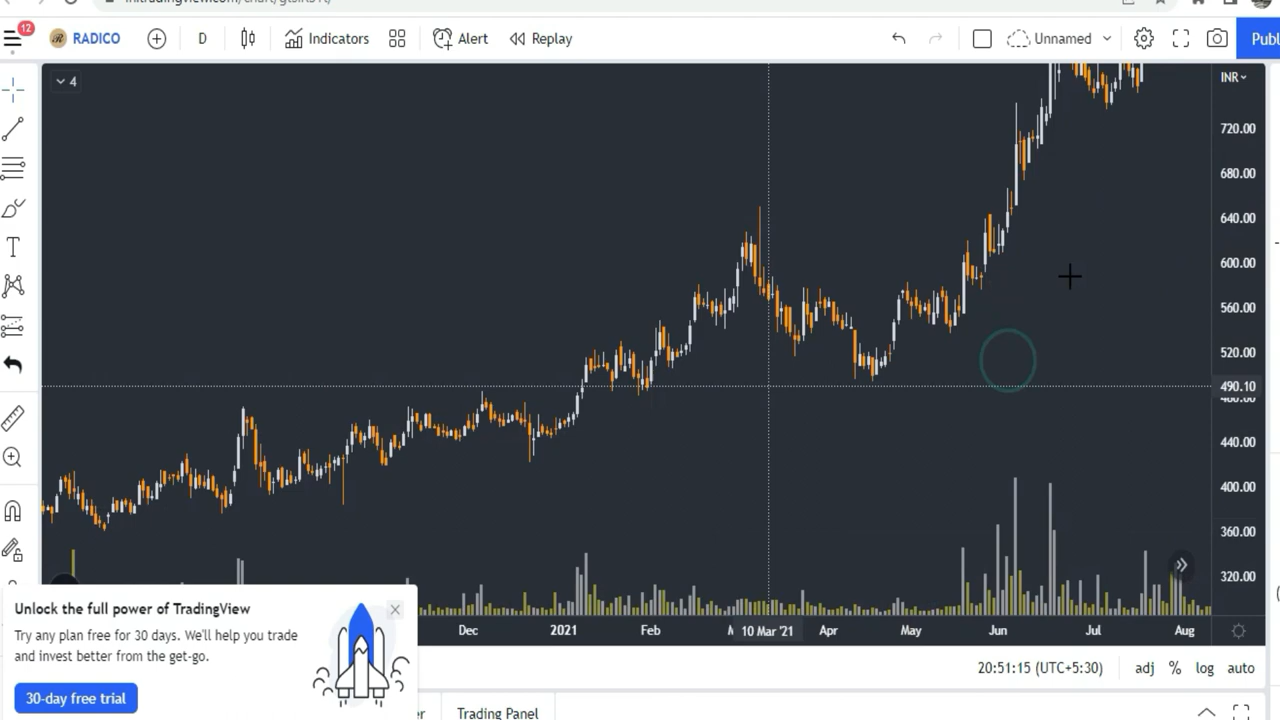 12
RADICO
D
Indicators
Alert
Replay
Unnamed
4
INR
720.00
680.00
640.00
600.00
560.00
520.00
490.10
440.00
400.00
360.00
320.00
Dec
2021
Feb
10 Mar '21
Apr
May
Jun
Jul
Aug
Unlock the full power of TradingView
Try any plan free for 30 days. We'll help you trade
and invest better from the get-go.
30-day free trial
20:51:15 (UTC+5:30)
adj
%
log
auto
Trading Panel